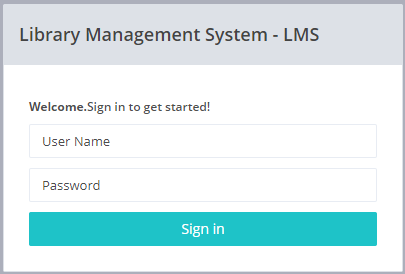 Library Management System - LMS
Welcome.Sign in to get started!
User Name
Password
Sign in